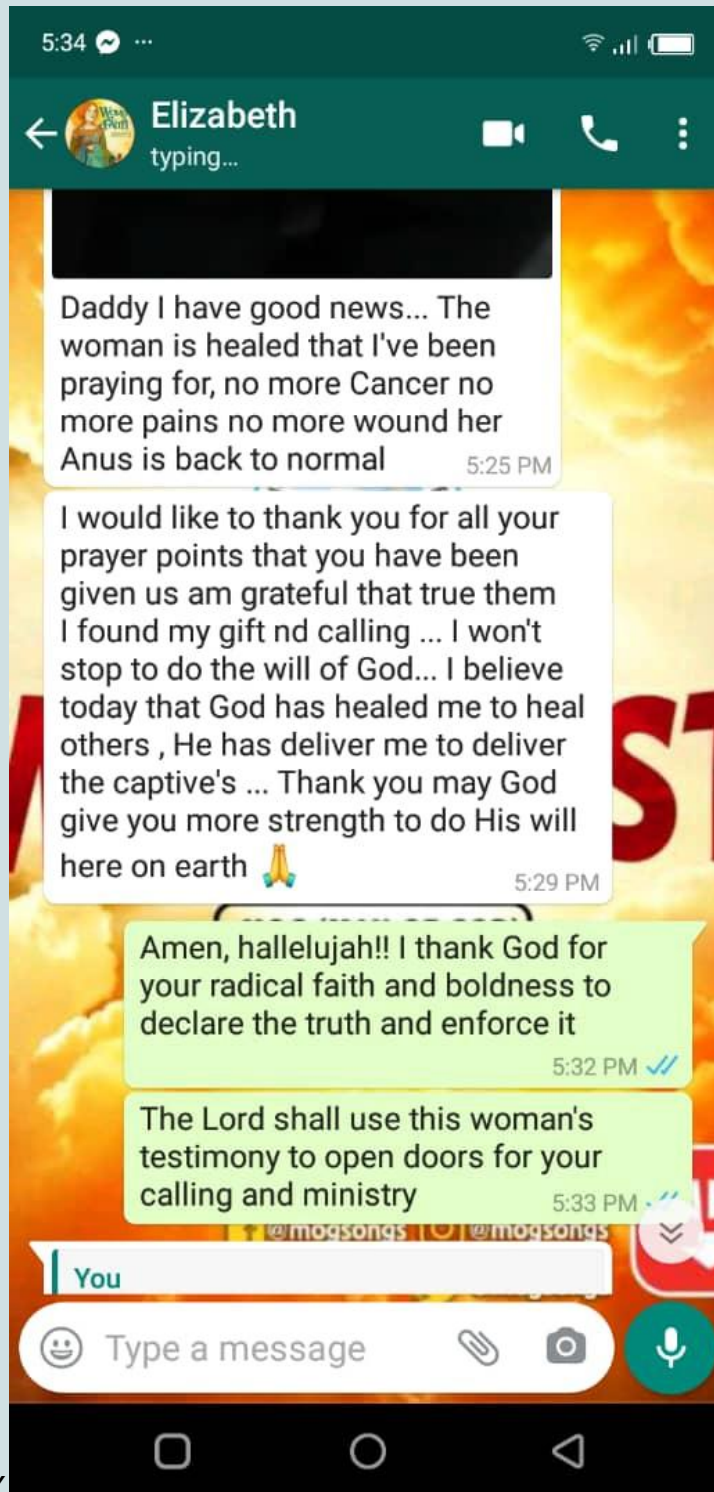 5:34
Elizabeth
typing...
Daddy I have good news... The
woman is healed that I've been
praying for, no more Cancer no
more pains no more wound her
Anus is back to normal
5:25 PM
I would like to thank you for all your
prayer points that you have been
given us am grateful that true them
I found my gift nd calling ... I won't
stop to do the will of God... I believe
today that God has healed me to heal
others , He has deliver me to deliver
the captive's ... Thank you may God
give you more strength to do His will
here on earth 🙏
5:29 PM
Amen, hallelujah!! I thank God for
your radical faith and boldness to
declare the truth and enforce it
5:32 PM
The Lord shall use this woman's
testimony to open doors for your
calling and ministry
5:33 PM
@mogsongs @mogsongs
You
Type a message